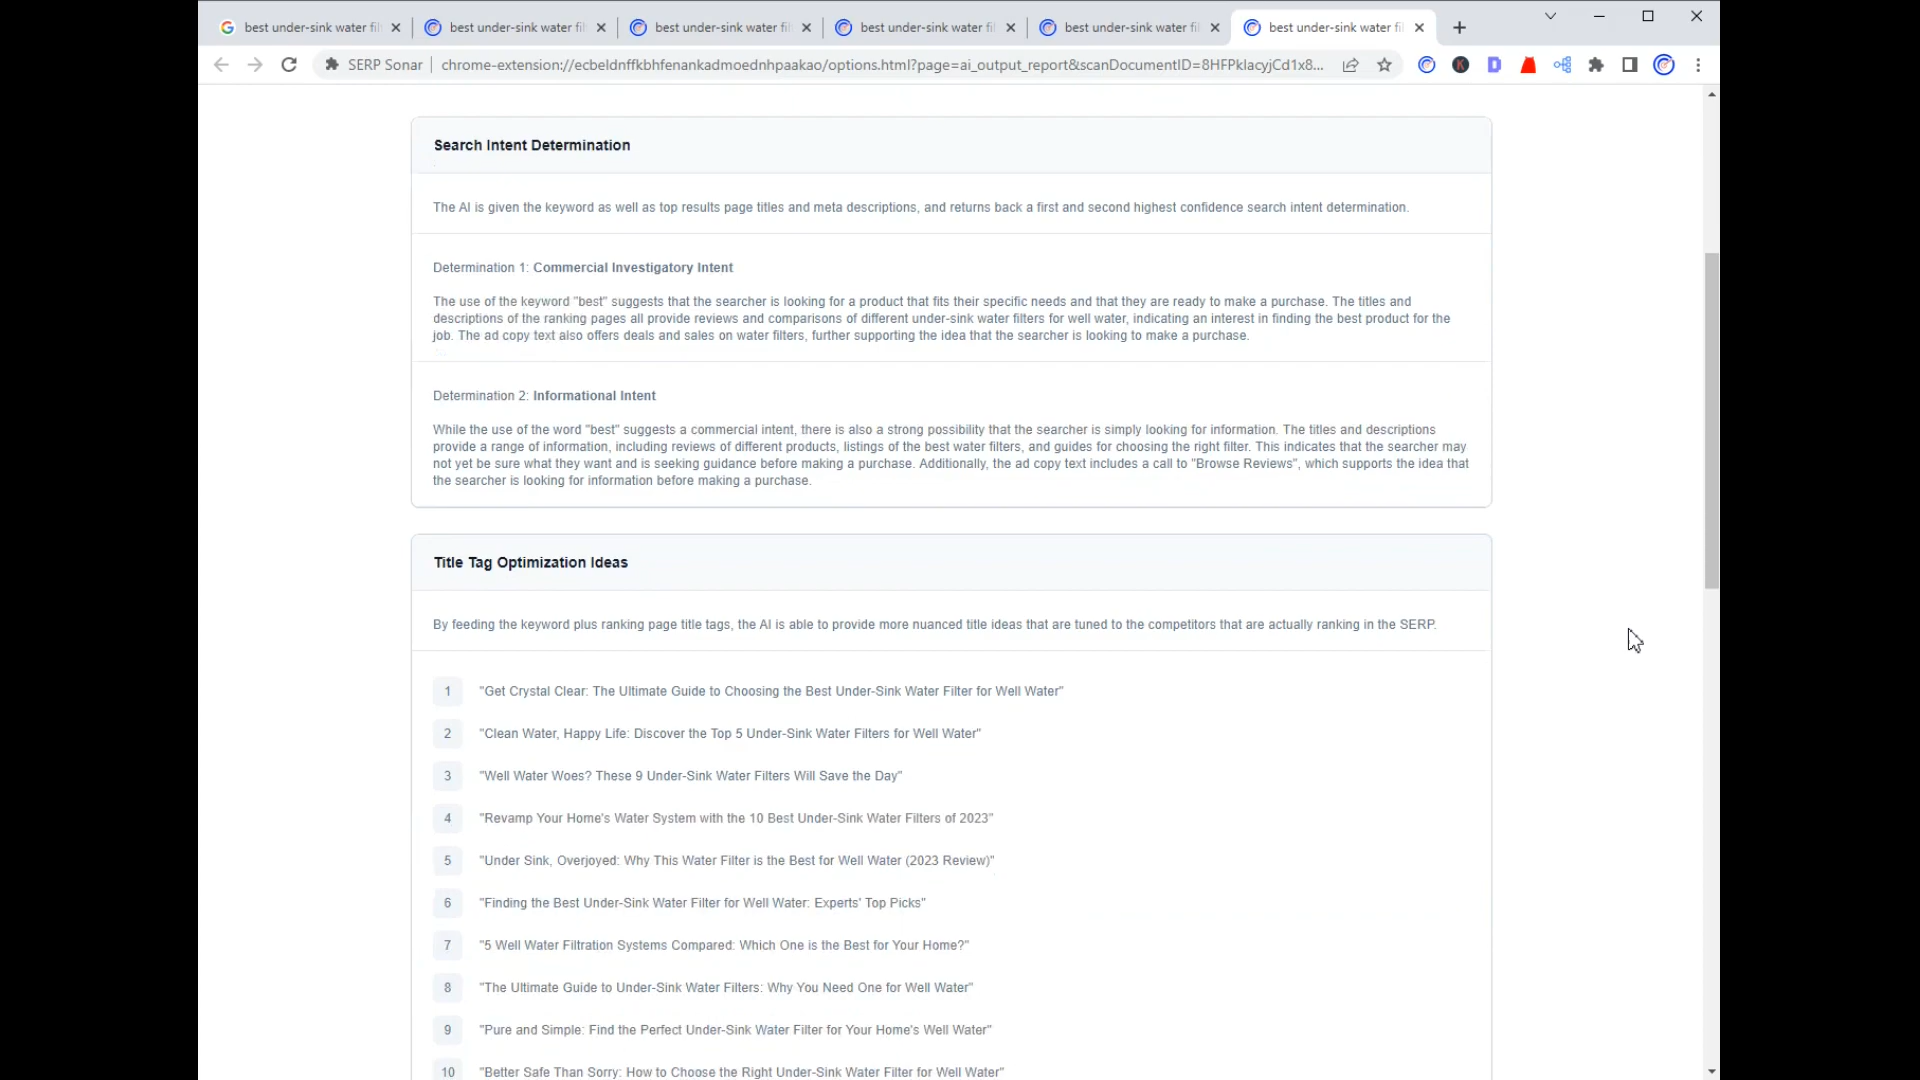 best under-sink water fil
best under-sink water fi
best under-sink water fil
best under-sink water fi
best under-sink water fil
best under-sink water fi
SERP Sonar
chrome-extension://ecbeldnffkbhfenankadmoednhpaakao/options.html?page=ai_output_report&scanDocumentID=8HFPklacyjCd1x8...
Search Intent Determination
The AI is given the keyword as well as top results page titles and meta descriptions, and returns back a first and second highest confidence search intent determination.
Determination 1: Commercial Investigatory Intent
The use of the keyword "best" suggests that the searcher is looking for a product that fits their specific needs and that they are ready to make a purchase. The titles and
descriptions of the ranking pages all provide reviews and comparisons of different under-sink water filters for well water, indicating an interest in finding the best product for the
job. The ad copy text also offers deals and sales on water filters, further supporting the idea that the searcher is looking to make a purchase.
Determination 2: Informational Intent
While the use of the word "best" suggests a commercial intent, there is also a strong possibility that the searcher is simply looking for information. The titles and descriptions
provide a range of information, including reviews of different products, listings of the best water filters, and guides for choosing the right filter. This indicates that the searcher may
not yet be sure what they want and is seeking guidance before making a purchase. Additionally, the ad copy text includes a call to "Browse Reviews", which supports the idea that
the searcher is looking for information before making a purchase.
Title Tag Optimization Ideas
By feeding the keyword plus ranking page title tags, the AI is able to provide more nuanced title ideas that are tuned to the competitors that are actually ranking in the SERP.
1 "Get Crystal Clear: The Ultimate Guide to Choosing the Best Under-Sink Water Filter for Well Water"
2 "Clean Water, Happy Life: Discover the Top 5 Under-Sink Water Filters for Well Water"
3 "Well Water Woes? These 9 Under-Sink Water Filters Will Save the Day"
4 "Revamp Your Home's Water System with the 10 Best Under-Sink Water Filters of 2023"
5 "Under Sink, Overjoyed: Why This Water Filter is the Best for Well Water (2023 Review)"
6 "Finding the Best Under-Sink Water Filter for Well Water: Experts' Top Picks"
7 "5 Well Water Filtration Systems Compared: Which One is the Best for Your Home?"
8 "The Ultimate Guide to Under-Sink Water Filters: Why You Need One for Well Water"
9 "Pure and Simple: Find the Perfect Under-Sink Water Filter for Your Home's Well Water"
10 "Better Safe Than Sorry: How to Choose the Right Under-Sink Water Filter for Well Water"